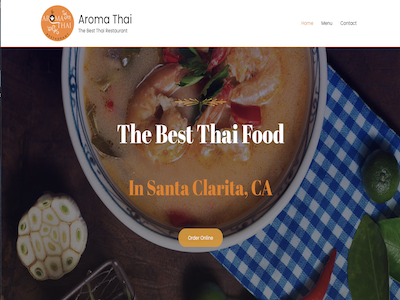 AROMA
THAI
Aroma Thai
The Best Thai Restaurant
Home Menu Contact
The Best Thai Food
In Santa Clarita, CA
Order Online